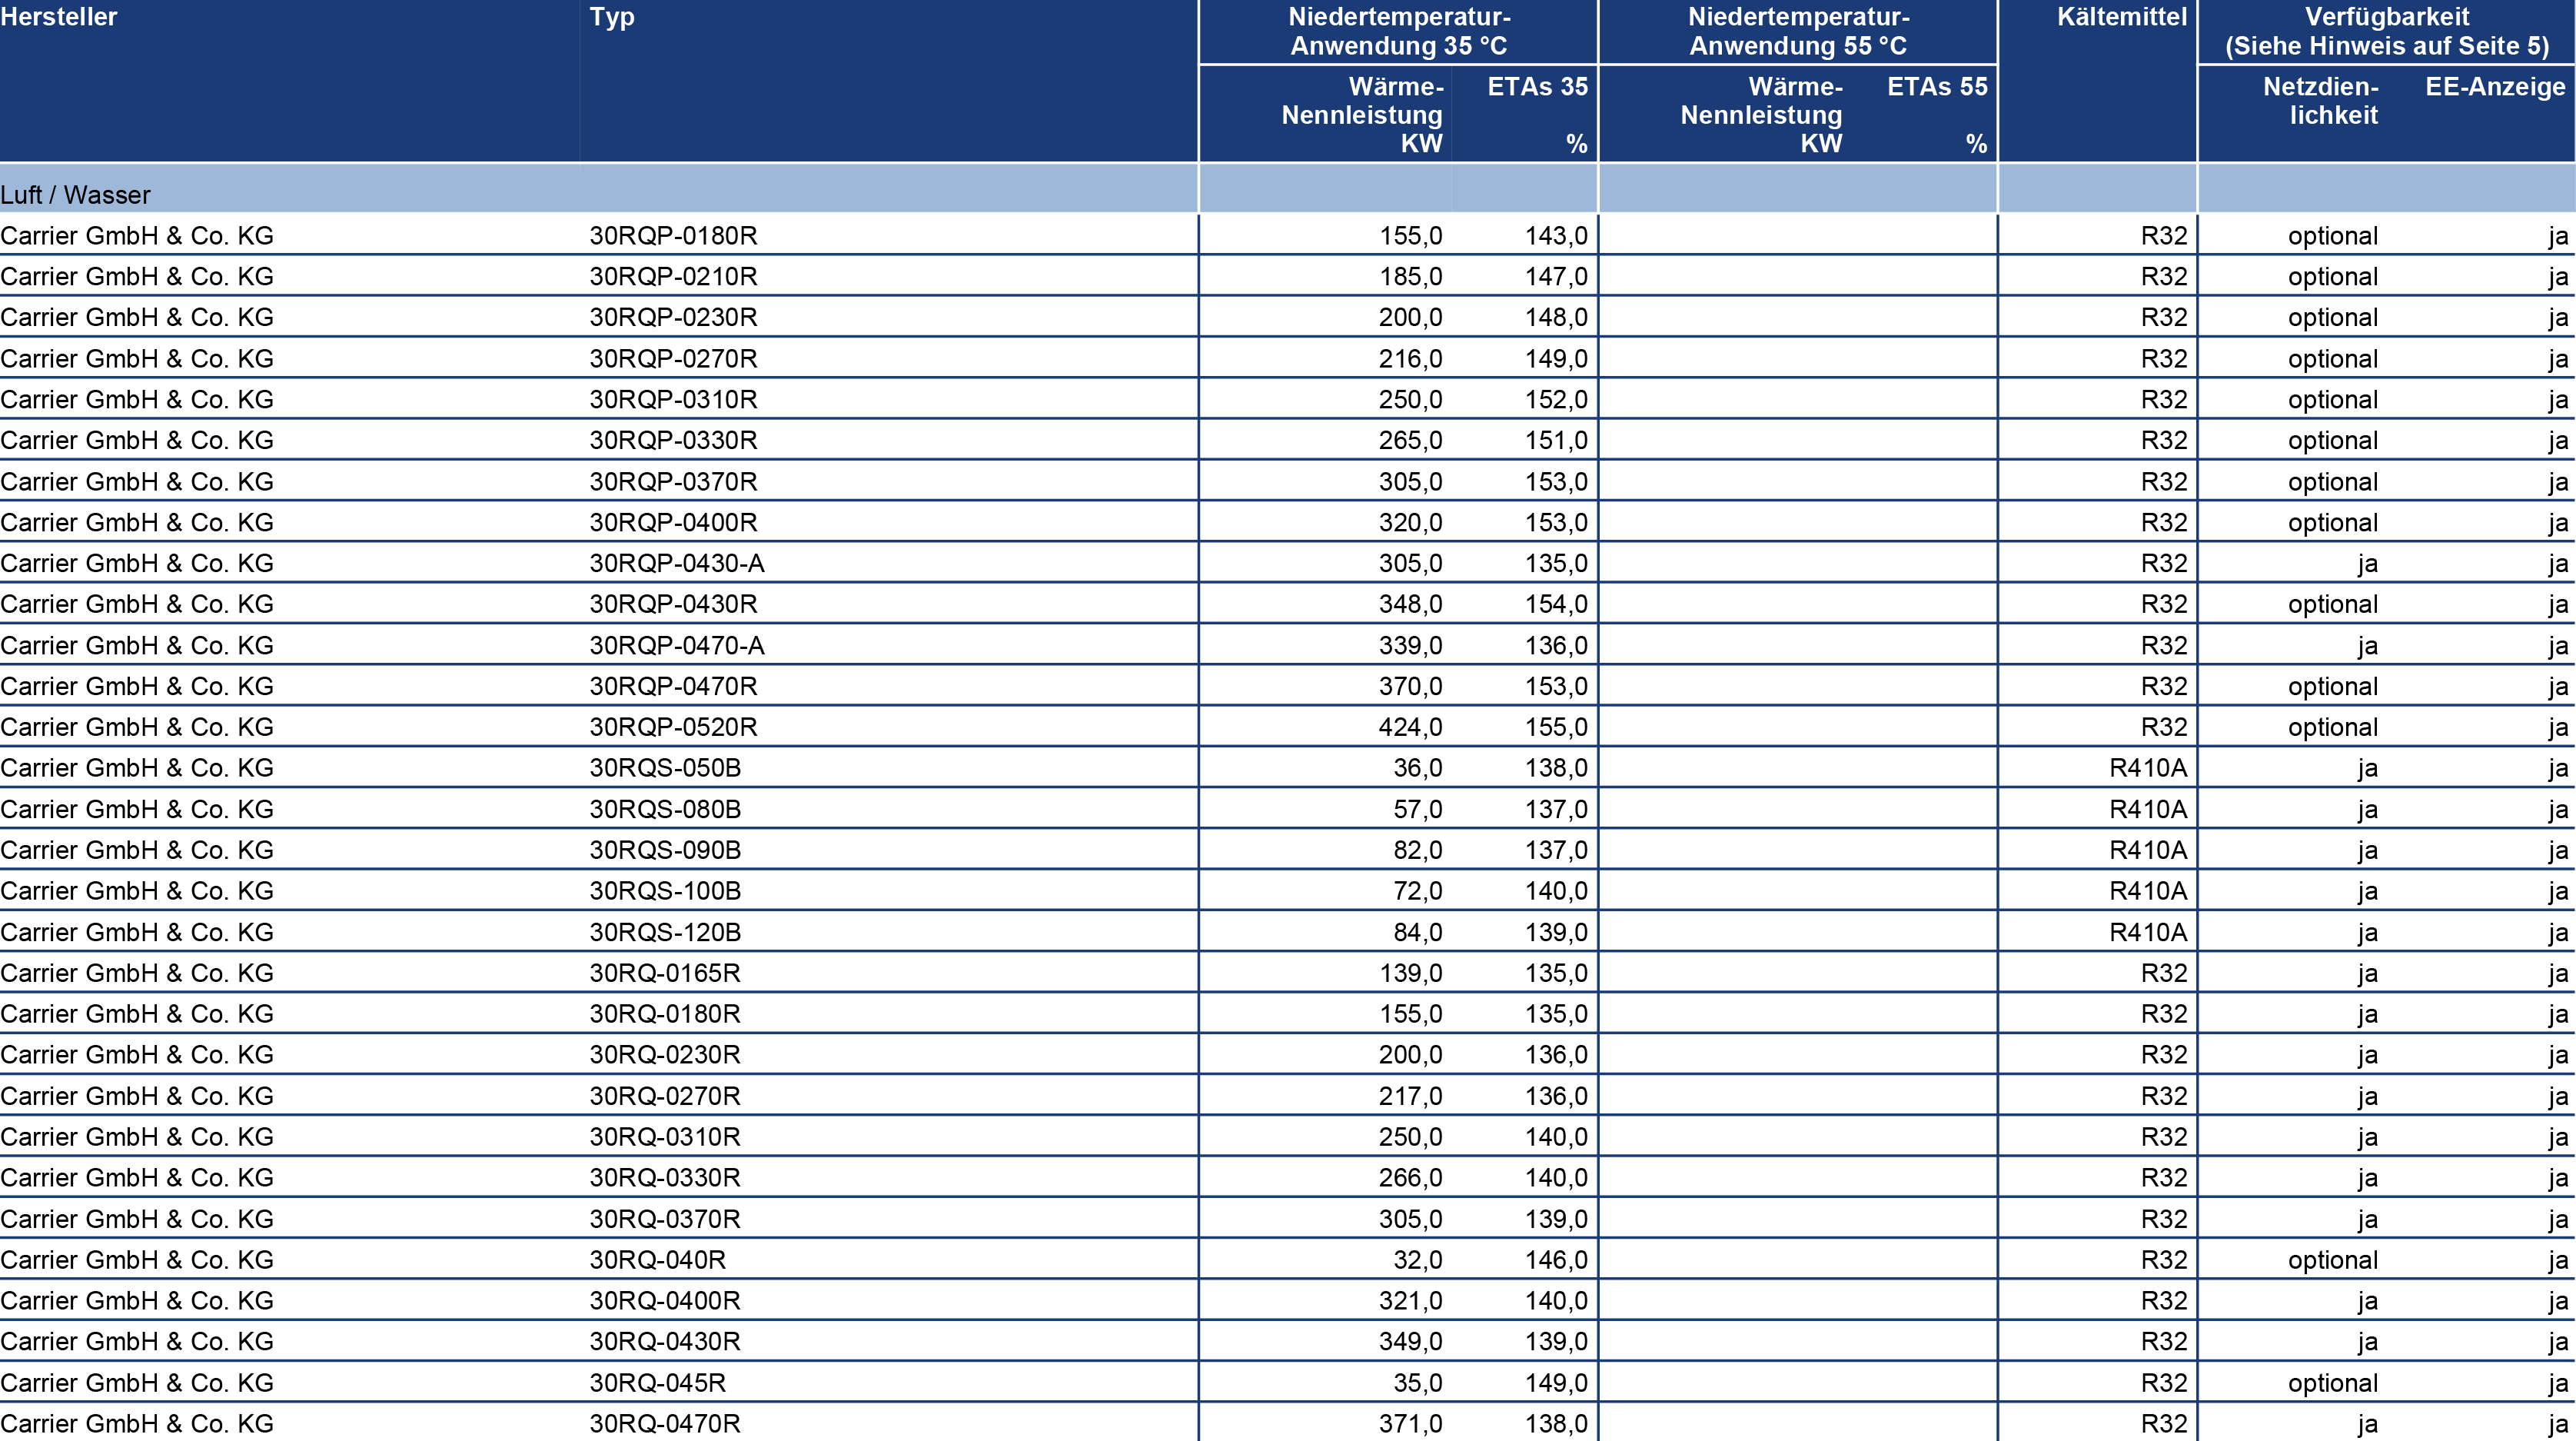 Hersteller Typ Niedertemperatur- Niedertemperatur- Kältemittel Verfügbarkeit
Anwendung 35 °C Anwendung 55 °C (Siehe Hinweis auf Seite 5)
Wärme- ETAs 35 Wärme- ETAs 55 Netzdien- EE-Anzeige
Nennleistung Nennleistung lichkeit
KW % KW %
Luft / Wasser
Carrier GmbH & Co. KG 30RQP-0180R 155,0 143,0 R32 optional ja
Carrier GmbH & Co. KG 30RQP-0210R 185,0 147,0 R32 optional ja
Carrier GmbH & Co. KG 30RQP-0230R 200,0 148,0 R32 optional ja
Carrier GmbH & Co. KG 30RQP-0270R 216,0 149,0 R32 optional ja
Carrier GmbH & Co. KG 30RQP-0310R 250,0 152,0 R32 optional ja
Carrier GmbH & Co. KG 30RQP-0330R 265,0 151,0 R32 optional ja
Carrier GmbH & Co. KG 30RQP-0370R 305,0 153,0 R32 optional ja
Carrier GmbH & Co. KG 30RQP-0400R 320,0 153,0 R32 optional ja
Carrier GmbH & Co. KG 30RQP-0430-A 305,0 135,0 R32 ja ja
Carrier GmbH & Co. KG 30RQP-0430R 348,0 154,0 R32 optional ja
Carrier GmbH & Co. KG 30RQP-0470-A 339,0 136,0 R32 ja ja
Carrier GmbH & Co. KG 30RQP-0470R 370,0 153,0 R32 optional ja
Carrier GmbH & Co. KG 30RQP-0520R 424,0 155,0 R32 optional ja
Carrier GmbH & Co. KG 30RQS-050B 36,0 138,0 R410A ja ja
Carrier GmbH & Co. KG 30RQS-080B 57,0 137,0 R410A ja ja
Carrier GmbH & Co. KG 30RQS-090B 82,0 137,0 R410A ja ja
Carrier GmbH & Co. KG 30RQS-100B 72,0 140,0 R410A ja ja
Carrier GmbH & Co. KG 30RQS-120B 84,0 139,0 R410A ja ja
Carrier GmbH & Co. KG 30RQ-0165R 139,0 135,0 R32 ja ja
Carrier GmbH & Co. KG 30RQ-0180R 155,0 135,0 R32 ja ja
Carrier GmbH & Co. KG 30RQ-0230R 200,0 136,0 R32 ja ja
Carrier GmbH & Co. KG 30RQ-0270R 217,0 136,0 R32 ja ja
Carrier GmbH & Co. KG 30RQ-0310R 250,0 140,0 R32 ja ja
Carrier GmbH & Co. KG 30RQ-0330R 266,0 140,0 R32 ja ja
Carrier GmbH & Co. KG 30RQ-0370R 305,0 139,0 R32 ja ja
Carrier GmbH & Co. KG 30RQ-040R 32,0 146,0 R32 optional ja
Carrier GmbH & Co. KG 30RQ-0400R 321,0 140,0 R32 ja ja
Carrier GmbH & Co. KG 30RQ-0430R 349,0 139,0 R32 ja ja
Carrier GmbH & Co. KG 30RQ-045R 35,0 149,0 R32 optional ja
Carrier GmbH & Co. KG 30RQ-0470R 371,0 138,0 R32 ja ja